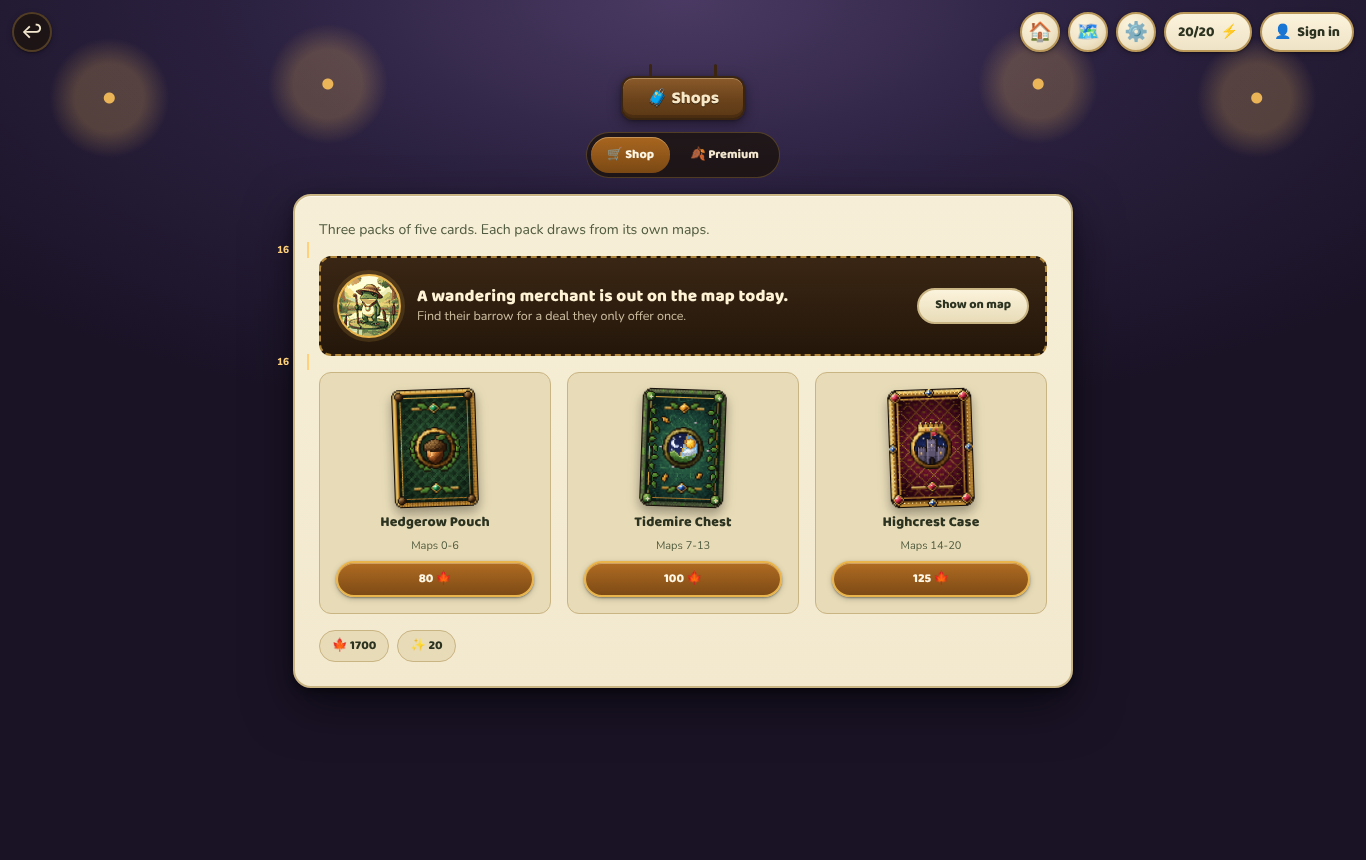 20/20 ⚡
👤 Sign in
🧳 Shops
🛒 Shop
🍂 Premium
Three packs of five cards. Each pack draws from its own maps.
16
A wandering merchant is out on the map today.
Find their barrow for a deal they only offer once.
Show on map
16
Hedgerow Pouch
Tidemire Chest
Highcrest Case
Maps 0-6
Maps 7-13
Maps 14-20
80 🍁
100 🍁
125 🍁
🍁 1700
✨ 20